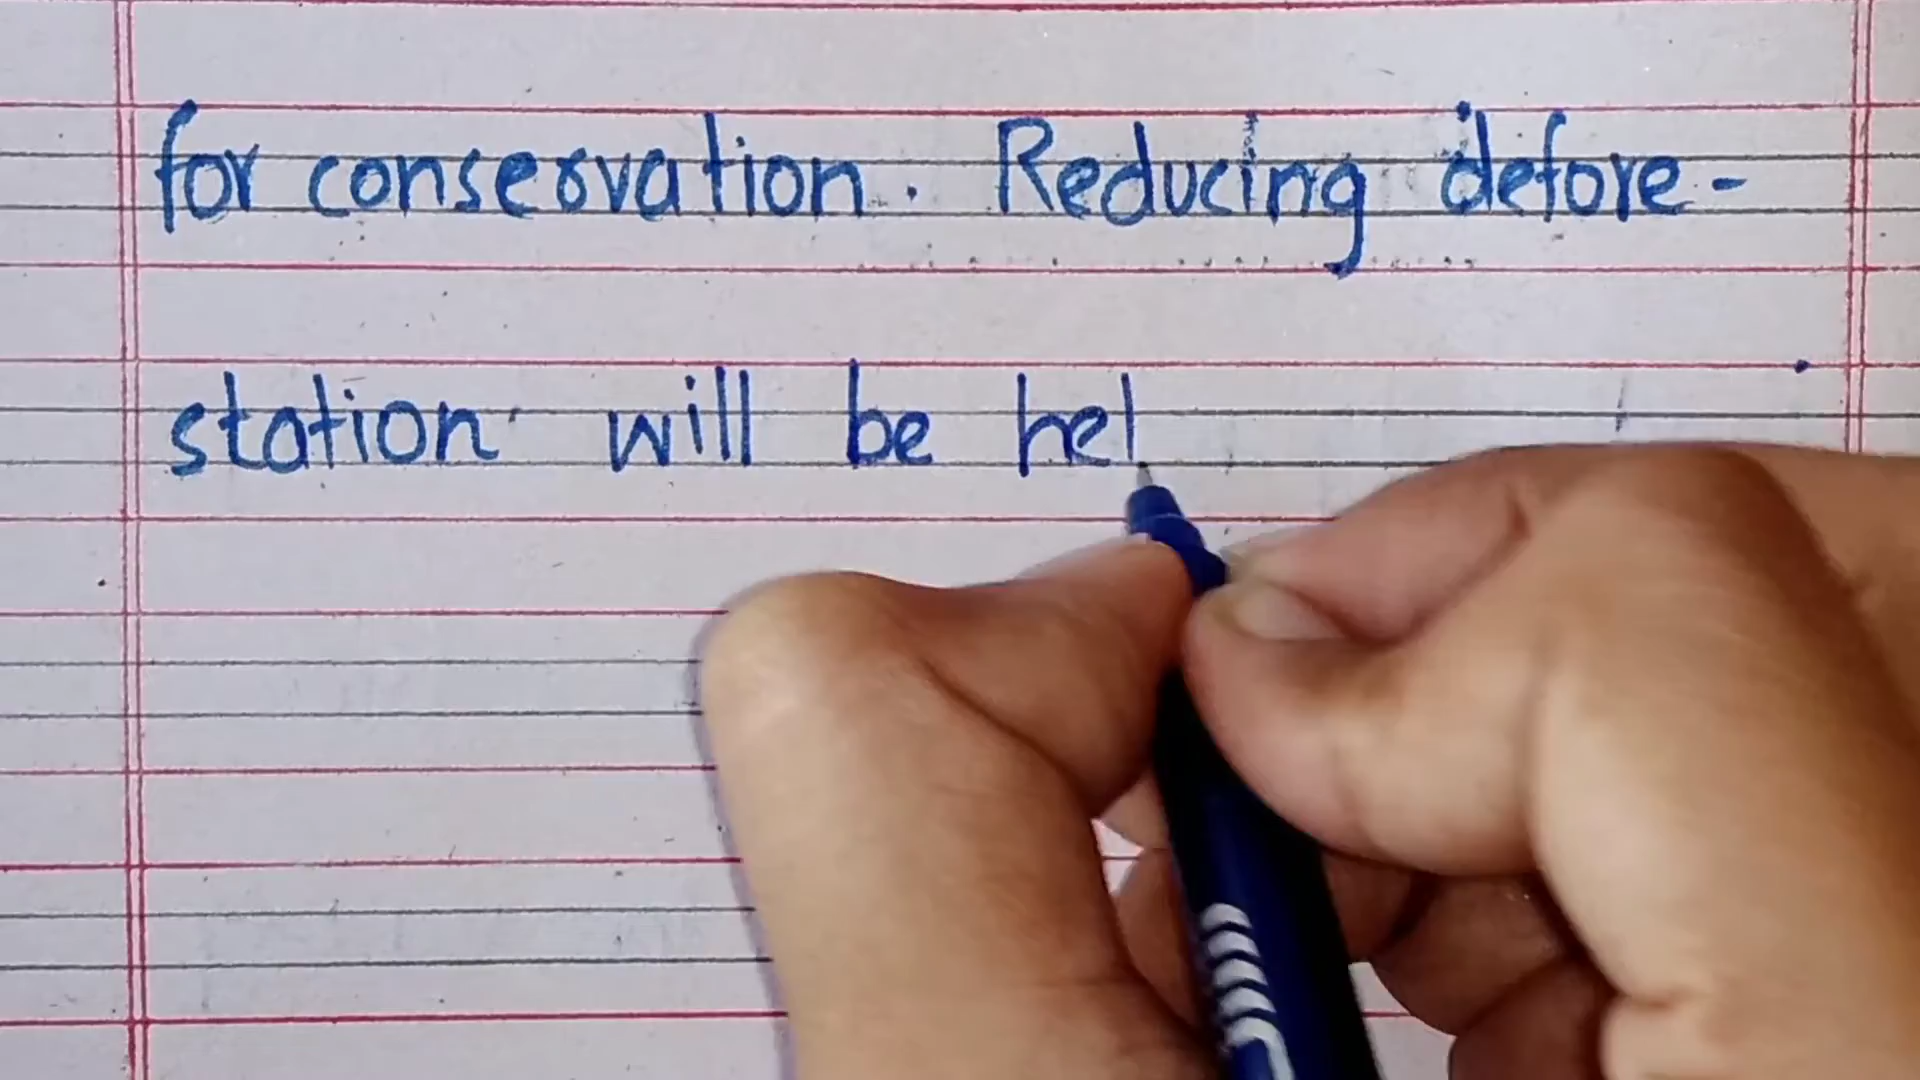 for conservation. Reducing defore-
station will be hel